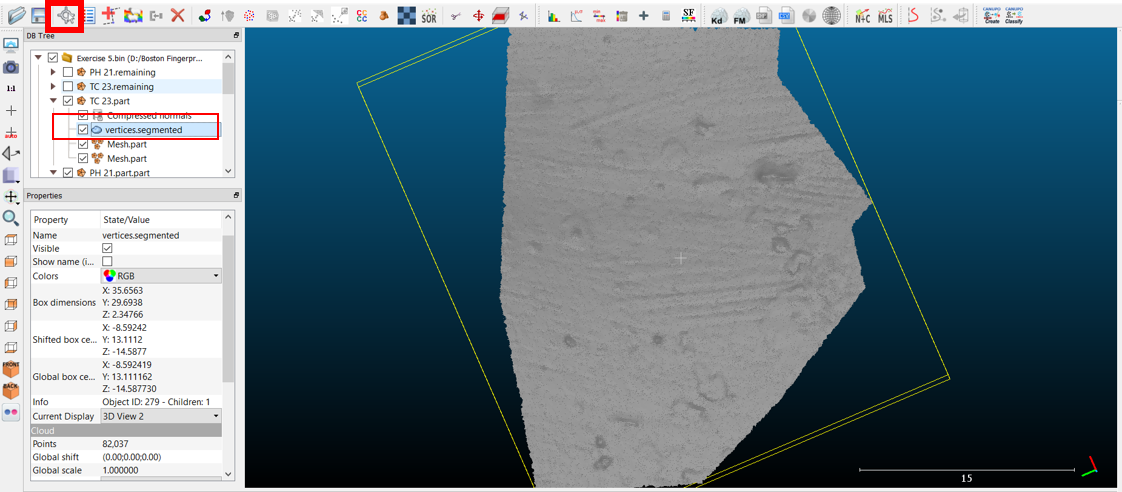 C C
C C
SOR
SF
Kd
FM
CSV
N+C
MLS
CANUPO
Create
CANUPO
Classify
DB Tree
Exercise 5.bin (D:/Boston Fingerpr...
PH 21.remaining
TC 23.remaining
TC 23.part
Compressed normals
vertices.segmented
Mesh.part
Mesh.part
PH 21.part.part
1:1
auto
FRONT
BACK
Properties
Property State/Value
Name vertices.segmented
Visible
Show name (i...
Colors RGB
Box dimensions X: 35.6563
Y: 29.6938
Z: 2.34766
Shifted box ce... X: -8.59242
Y: 13.1112
Z: -14.5877
Global box ce... X: -8.592419
Y: 13.111162
Z: -14.587730
Info Object ID: 279 - Children: 1
Current Display 3D View 2
Cloud
Points 82,037
Global shift (0.00;0.00;0.00)
Global scale 1.000000
15